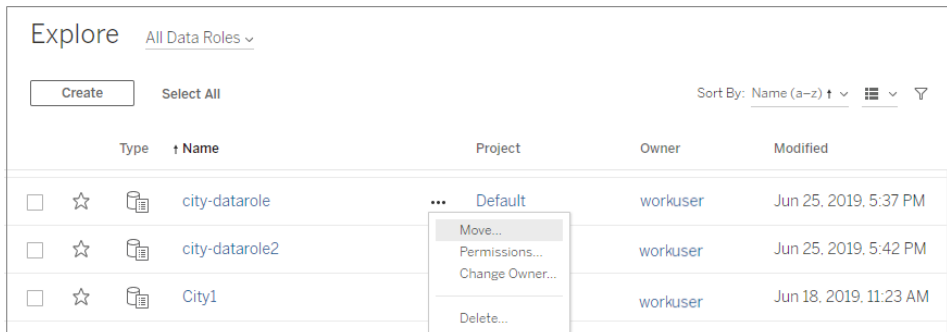 Explore All Data Roles
Create Select All Sort By: Name (a–z) ↑
Type ↑ Name Project Owner Modified
city-datarole ••• Default workuser Jun 25, 2019, 5:37 PM
Move...
city-datarole2 Permissions... workuser Jun 25, 2019, 5:42 PM
Change Owner...
City1 workuser Jun 18, 2019, 11:23 AM
Delete...